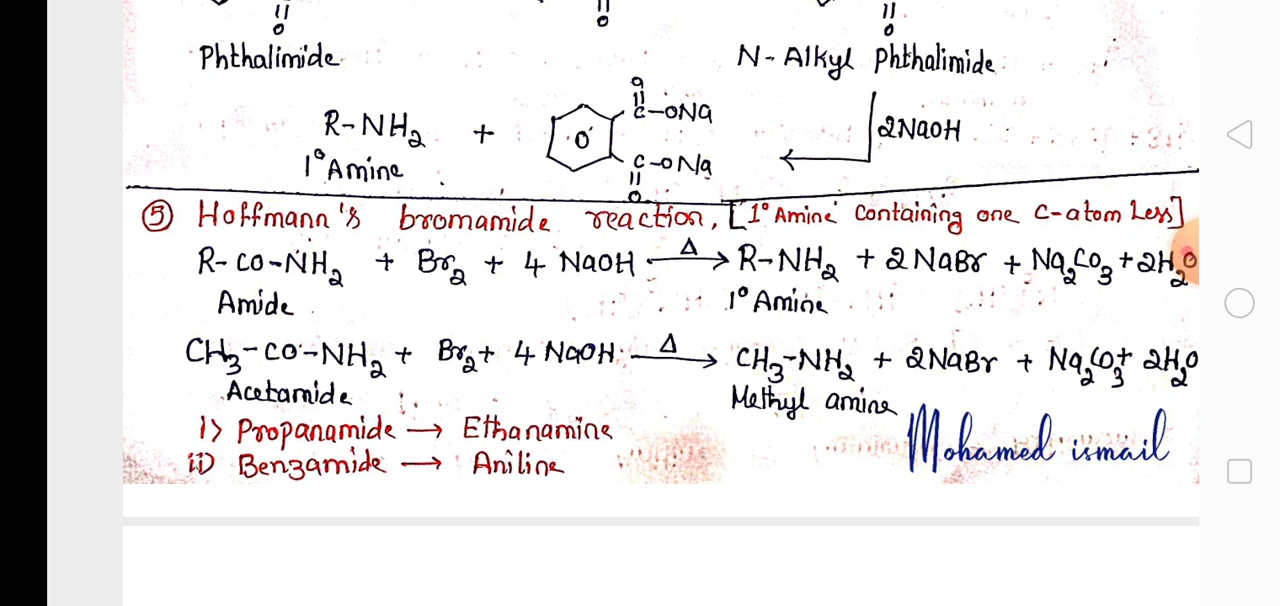 ||
O
||
O
||
O
Phthalimide
N-Alkyl Phthalimide
O
||
C-ONa
R-NH₂ +
2NaOH
1° Amine
C-ONa
||
O
⑤ Hoffmann's bromamide reaction, [1° Amine Containing one C-atom Less]
R-CO-NH₂ + Br₂ + 4 NaOH —Δ→ R-NH₂ + 2NaBr + Na₂CO₃ + 2H₂O
Amide 1° Amine
CH₃-CO-NH₂ + Br₂ + 4 NaOH —Δ→ CH₃-NH₂ + 2NaBr + Na₂CO₃ + 2H₂O
Acetamide Methyl amine
i) Propanamide → Ethanamine
ii) Benzamide → Aniline
Mohamed ismail